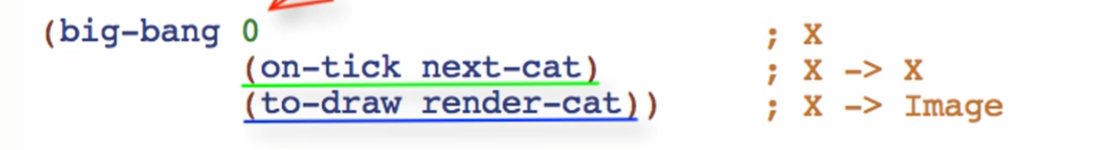 (big-bang 0 ; X
(on-tick next-cat) ; X -> X
(to-draw render-cat)) ; X -> Image